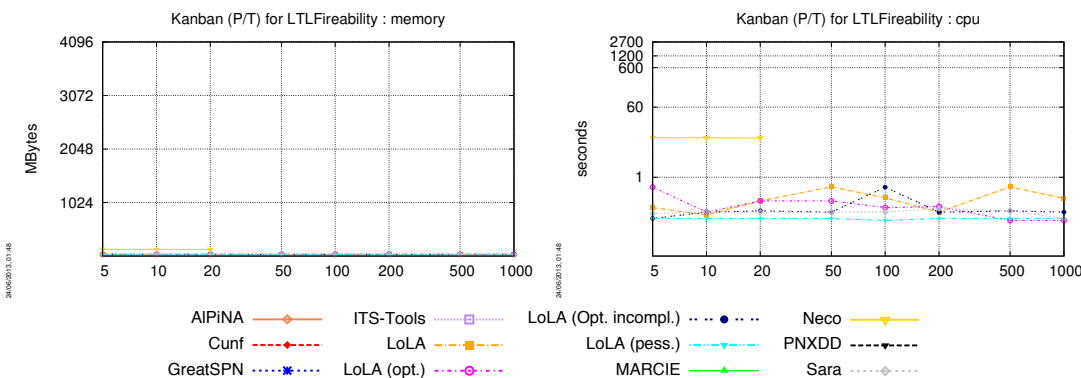 Kanban (P/T) for LTLFireability : memory
4096
3072
2048
1024
MBytes
5 10 20 50 100 200 500 1000
24/06/2013, 01:48
Kanban (P/T) for LTLFireability : cpu
2700
1200
600
60
1
seconds
5 10 20 50 100 200 500 1000
24/06/2013, 01:48
AlPiNA ITS-Tools LoLA (Opt. incompl.) Neco
Cunf LoLA LoLA (pess.) PNXDD
GreatSPN LoLA (opt.) MARCIE Sara